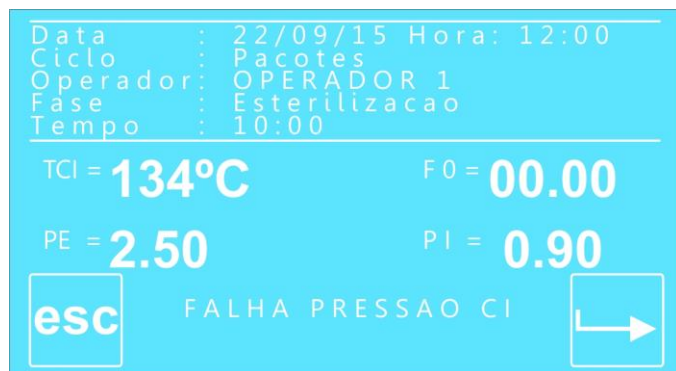 Data : 22/09/15 Hora: 12:00
Ciclo : Pacotes
Operador: OPERADOR 1
Fase : Esterilizacao
Tempo : 10:00
TCI = 134ºC F0 = 00.00
PE = 2.50 PI = 0.90
esc FALHA PRESSAO CI